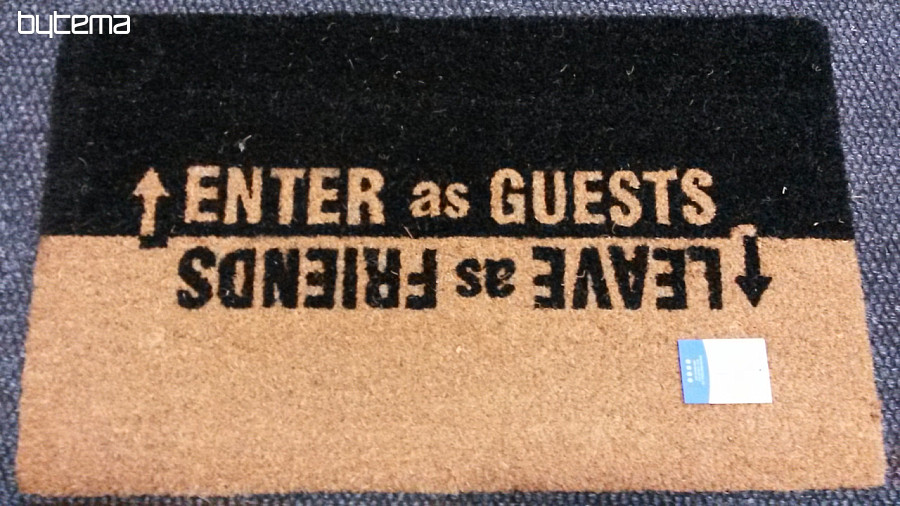 bytema
ENTER as GUESTS
LEAVE as FRIENDS